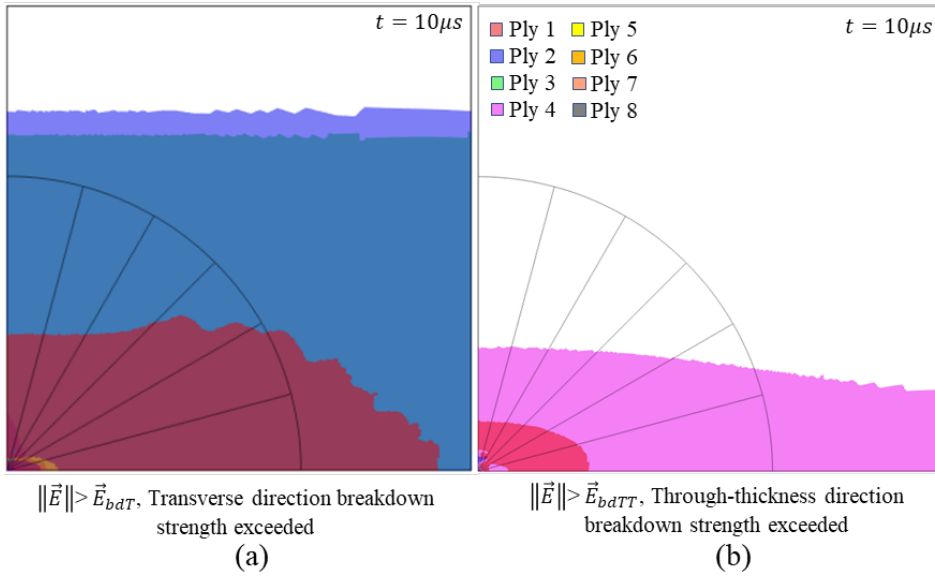 t = 10μs
Ply 1 Ply 5
Ply 2 Ply 6
Ply 3 Ply 7
Ply 4 Ply 8
t = 10μs
‖E⃗‖> E⃗bdT, Transverse direction breakdown
strength exceeded
(a)
‖E⃗‖> E⃗bdTT, Through-thickness direction
breakdown strength exceeded
(b)